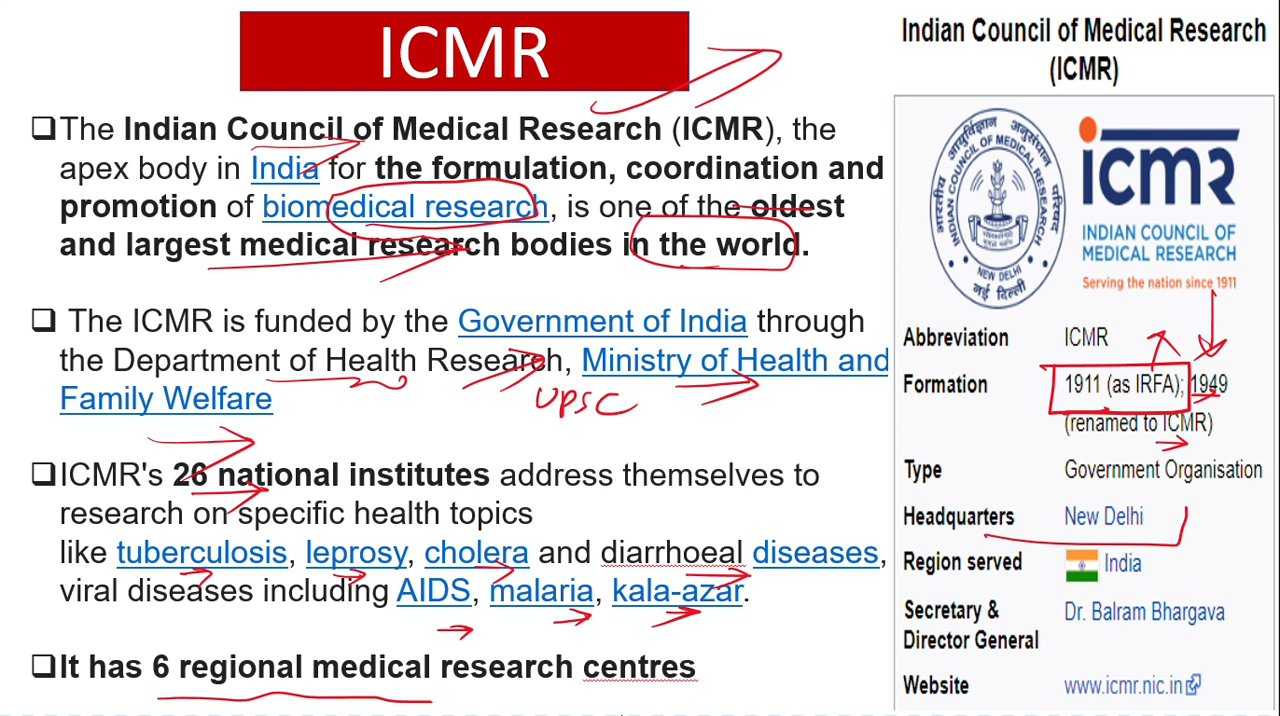 ICMR
❑The Indian Council of Medical Research (ICMR), the
apex body in India for the formulation, coordination and
promotion of biomedical research, is one of the oldest
and largest medical research bodies in the world.
❑ The ICMR is funded by the Government of India through
the Department of Health Research, Ministry of Health and
Family Welfare
UPSC
❑ICMR's 26 national institutes address themselves to
research on specific health topics
like tuberculosis, leprosy, cholera and diarrhoeal diseases,
viral diseases including AIDS, malaria, kala-azar.
❑It has 6 regional medical research centres
Indian Council of Medical Research
(ICMR)
भारतीय आयुर्विज्ञान अनुसंधान परिषद
INDIAN COUNCIL OF MEDICAL RESEARCH
NEW DELHI
नई दिल्ली
icmr
INDIAN COUNCIL OF
MEDICAL RESEARCH
Serving the nation since 1911
Abbreviation ICMR
Formation 1911 (as IRFA); 1949
(renamed to ICMR)
Type Government Organisation
Headquarters New Delhi
Region served India
Secretary & Dr. Balram Bhargava
Director General
Website www.icmr.nic.in